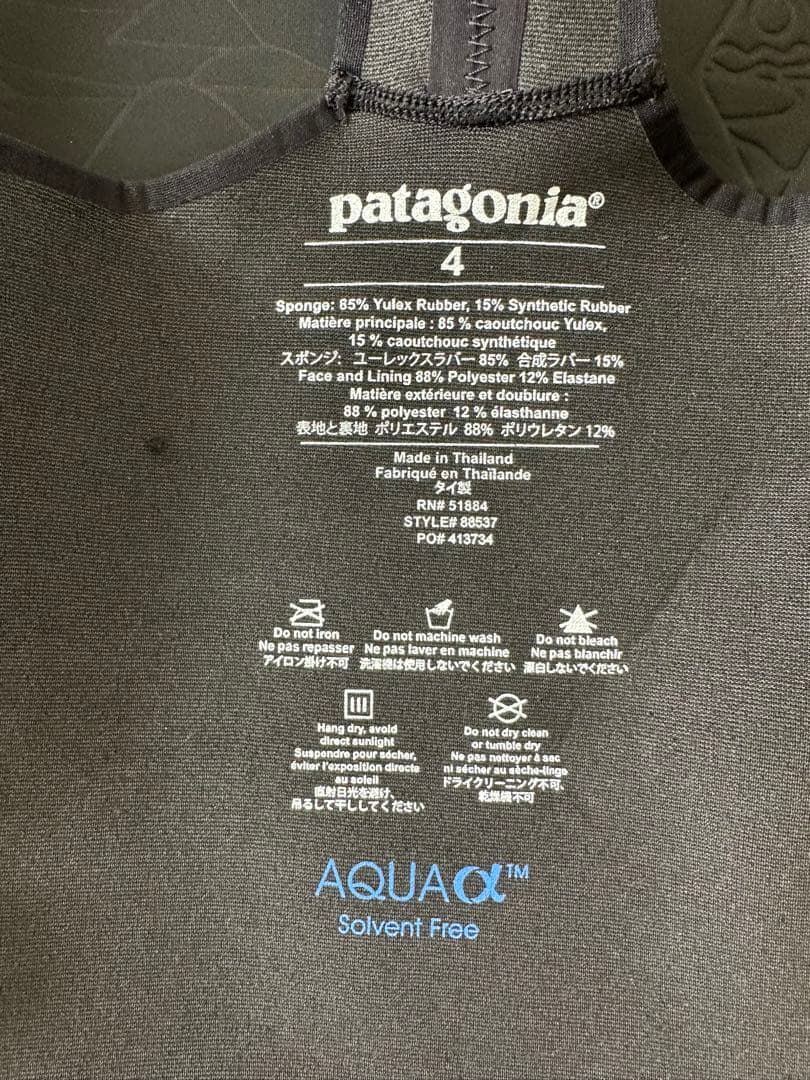 patagonia®
4
Sponge: 85% Yulex Rubber, 15% Synthetic Rubber
Matière principale : 85 % caoutchouc Yulex,
15 % caoutchouc synthétique
スポンジ: ユーレックスラバー 85% 合成ラバー 15%
Face and Lining 88% Polyester 12% Elastane
Matière extérieure et doublure :
88 % polyester 12 % élasthanne
表地と裏地 ポリエステル 88% ポリウレタン 12%
Made in Thailand
Fabriqué en Thaïlande
タイ製
RN# 51884
STYLE# 88537
PO# 413734
Do not iron
Ne pas repasser
アイロン掛け不可
Do not machine wash
Ne pas laver en machine
洗濯機は使用しないでください
Do not bleach
Ne pas blanchir
漂白しないでください
Hang dry, avoid
direct sunlight
Suspendre pour sécher,
éviter l'exposition directe
au soleil
直射日光を避け、
吊るして干ししてください
Do not dry clean
or tumble dry
Ne pas nettoyer à sec
ni sécher au sèche-linge
ドライクリーニング不可、
乾燥機不可
AQUA α™
Solvent Free